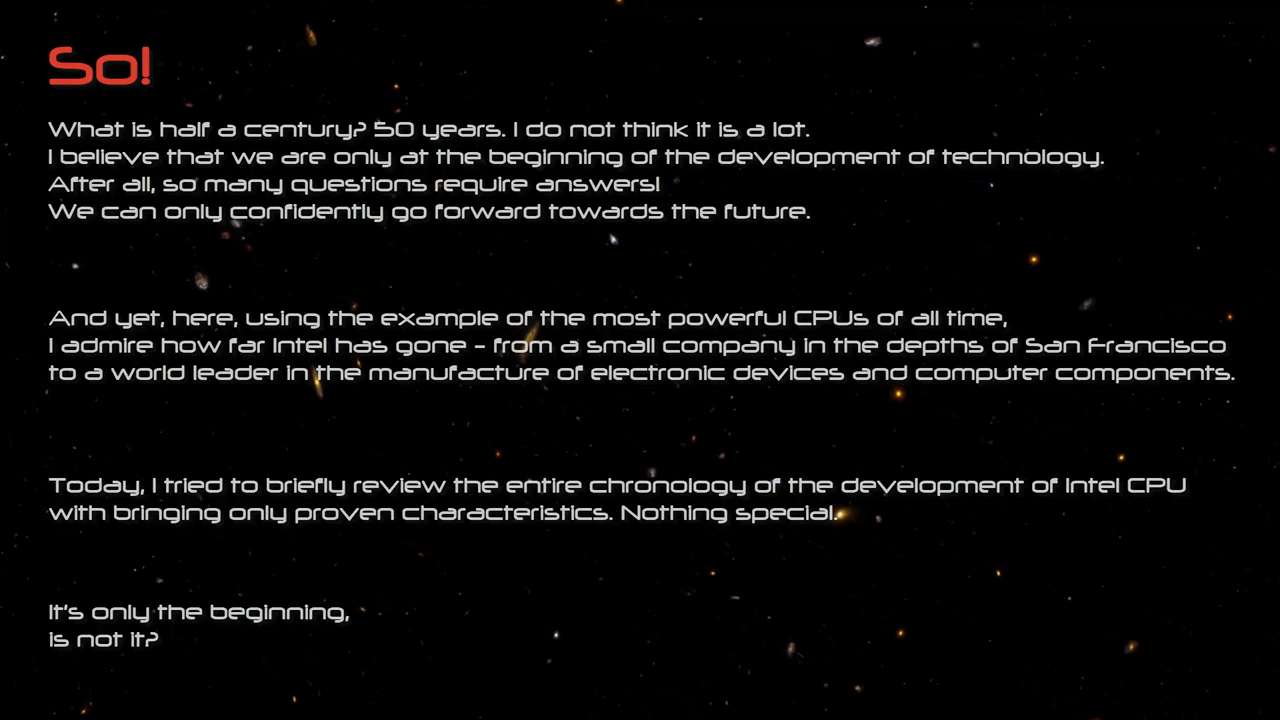 So!
What is half a century? 50 years. I do not think it is a lot.
I believe that we are only at the beginning of the development of technology.
After all, so many questions require answers!
We can only confidently go forward towards the future.
And yet, here, using the example of the most powerful CPUs of all time,
I admire how far Intel has gone - from a small company in the depths of San Francisco
to a world leader in the manufacture of electronic devices and computer components.
Today, I tried to briefly review the entire chronology of the development of Intel CPU
with bringing only proven characteristics. Nothing special.
It's only the beginning,
is not it?